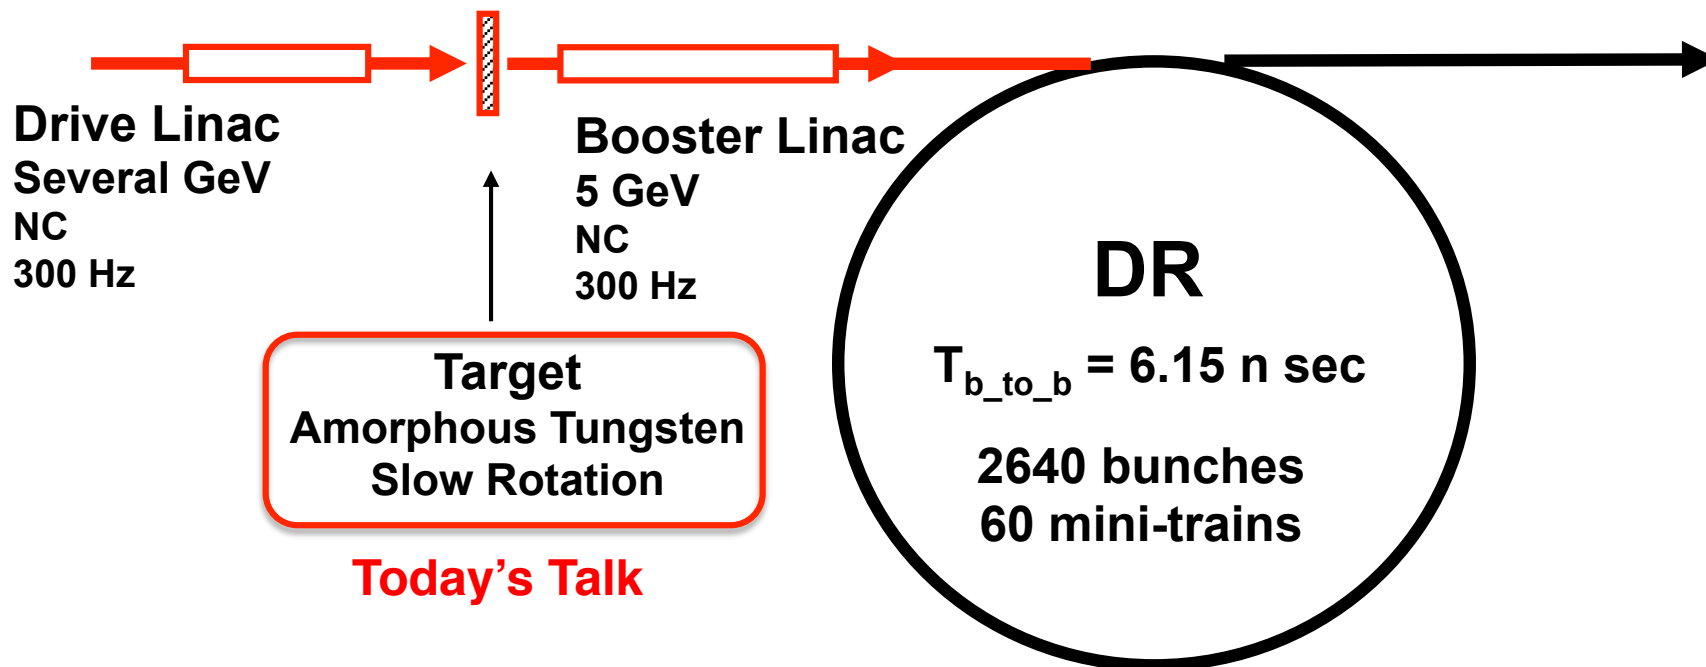 Drive Linac
Several GeV
NC
300 Hz
Booster Linac
5 GeV
NC
300 Hz
Target
Amorphous Tungsten
Slow Rotation
Today’s Talk
DR
T_b_to_b = 6.15 n sec
2640 bunches
60 mini-trains